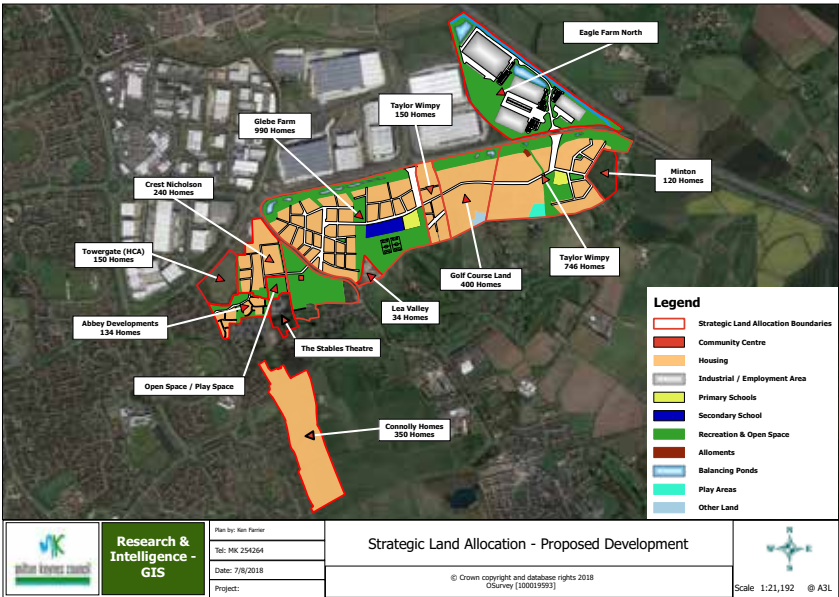 Eagle Farm North
Taylor Wimpy
150 Homes
Glebe Farm
990 Homes
Minton
120 Homes
Crest Nicholson
240 Homes
Towergate (HCA)
150 Homes
Taylor Wimpy
746 Homes
Golf Course Land
400 Homes
Lea Valley
34 Homes
Abbey Developments
134 Homes
The Stables Theatre
Open Space / Play Space
Connolly Homes
350 Homes
Legend
Strategic Land Allocation Boundaries
Community Centre
Housing
Industrial / Employment Area
Primary Schools
Secondary School
Recreation & Open Space
Alloments
Balancing Ponds
Play Areas
Other Land
milton keynes council
Research &
Intelligence -
GIS
Plan by: Ken Farrier
Tel: MK 254264
Date: 7/8/2018
Project:
Strategic Land Allocation - Proposed Development
© Crown copyright and database rights 2018
OSurvey [100019593]
N
W E
S
Scale 1:21,192 @ A3L